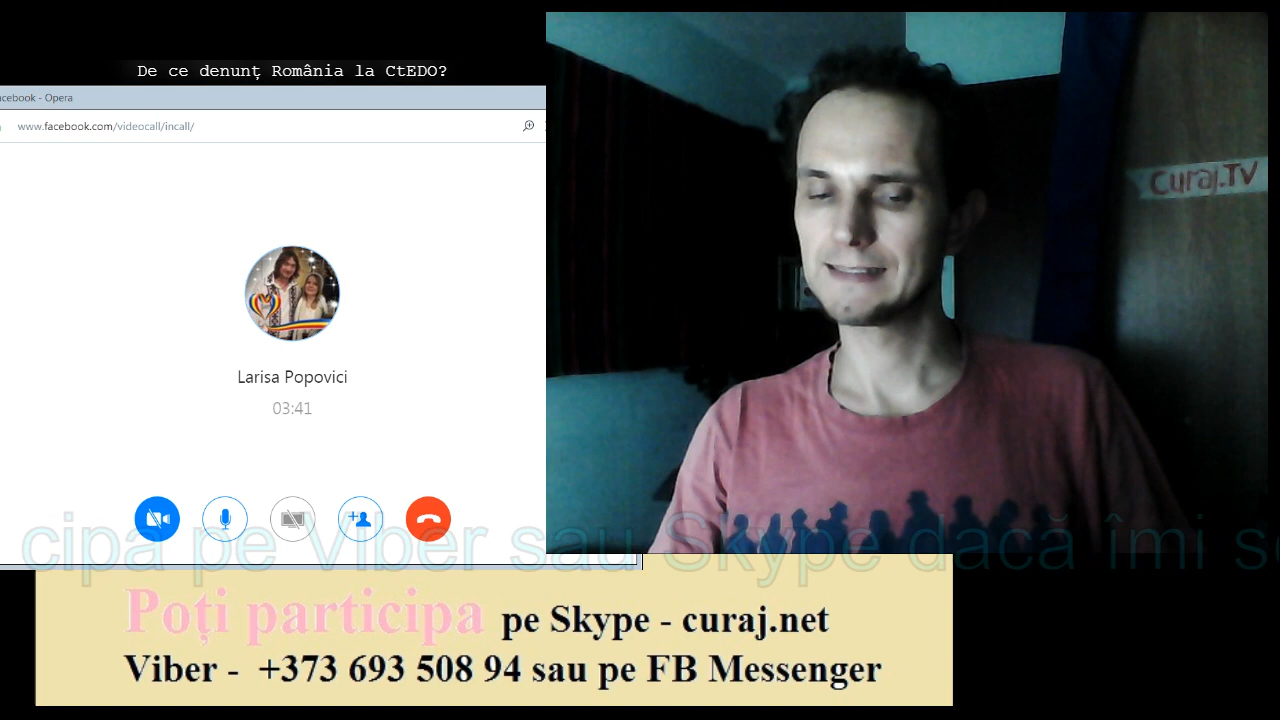 De ce denunț România la CtEDO?
acebook - Opera
www.facebook.com/videocall/incall/
Curaj.TV
Larisa Popovici
03:41
cipa pe Viber sau Skype dacă îmi s
Poți participa pe Skype - curaj.net
Viber - +373 693 508 94 sau pe FB Messenger